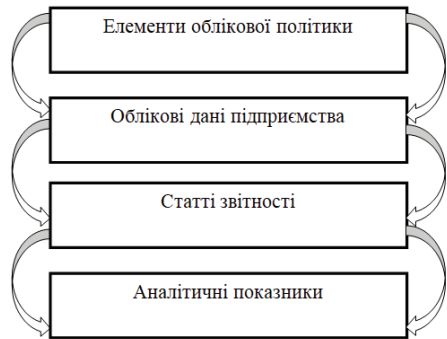 Елементи облікової політики
Облікові дані підприємства
Статті звітності
Аналітичні показники